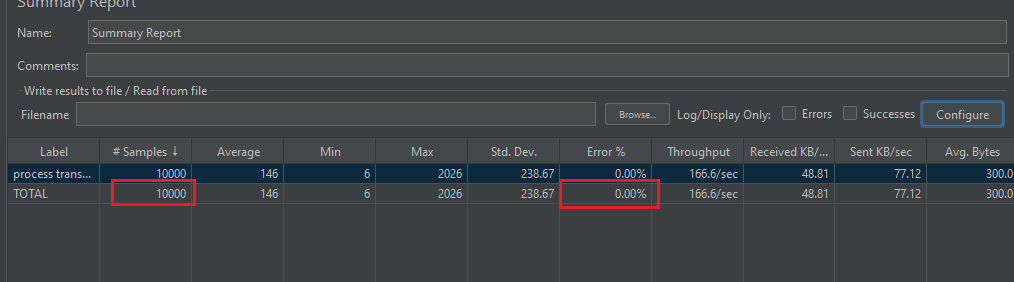 Summary Report
Name: Summary Report
Comments:
Write results to file / Read from file
Filename Browse... Log/Display Only: Errors Successes Configure
Label # Samples ↓ Average Min Max Std. Dev. Error % Throughput Received KB/... Sent KB/sec Avg. Bytes
process trans... 10000 146 6 2026 238.67 0.00% 166.6/sec 48.81 77.12 300.0
TOTAL 10000 146 6 2026 238.67 0.00% 166.6/sec 48.81 77.12 300.0